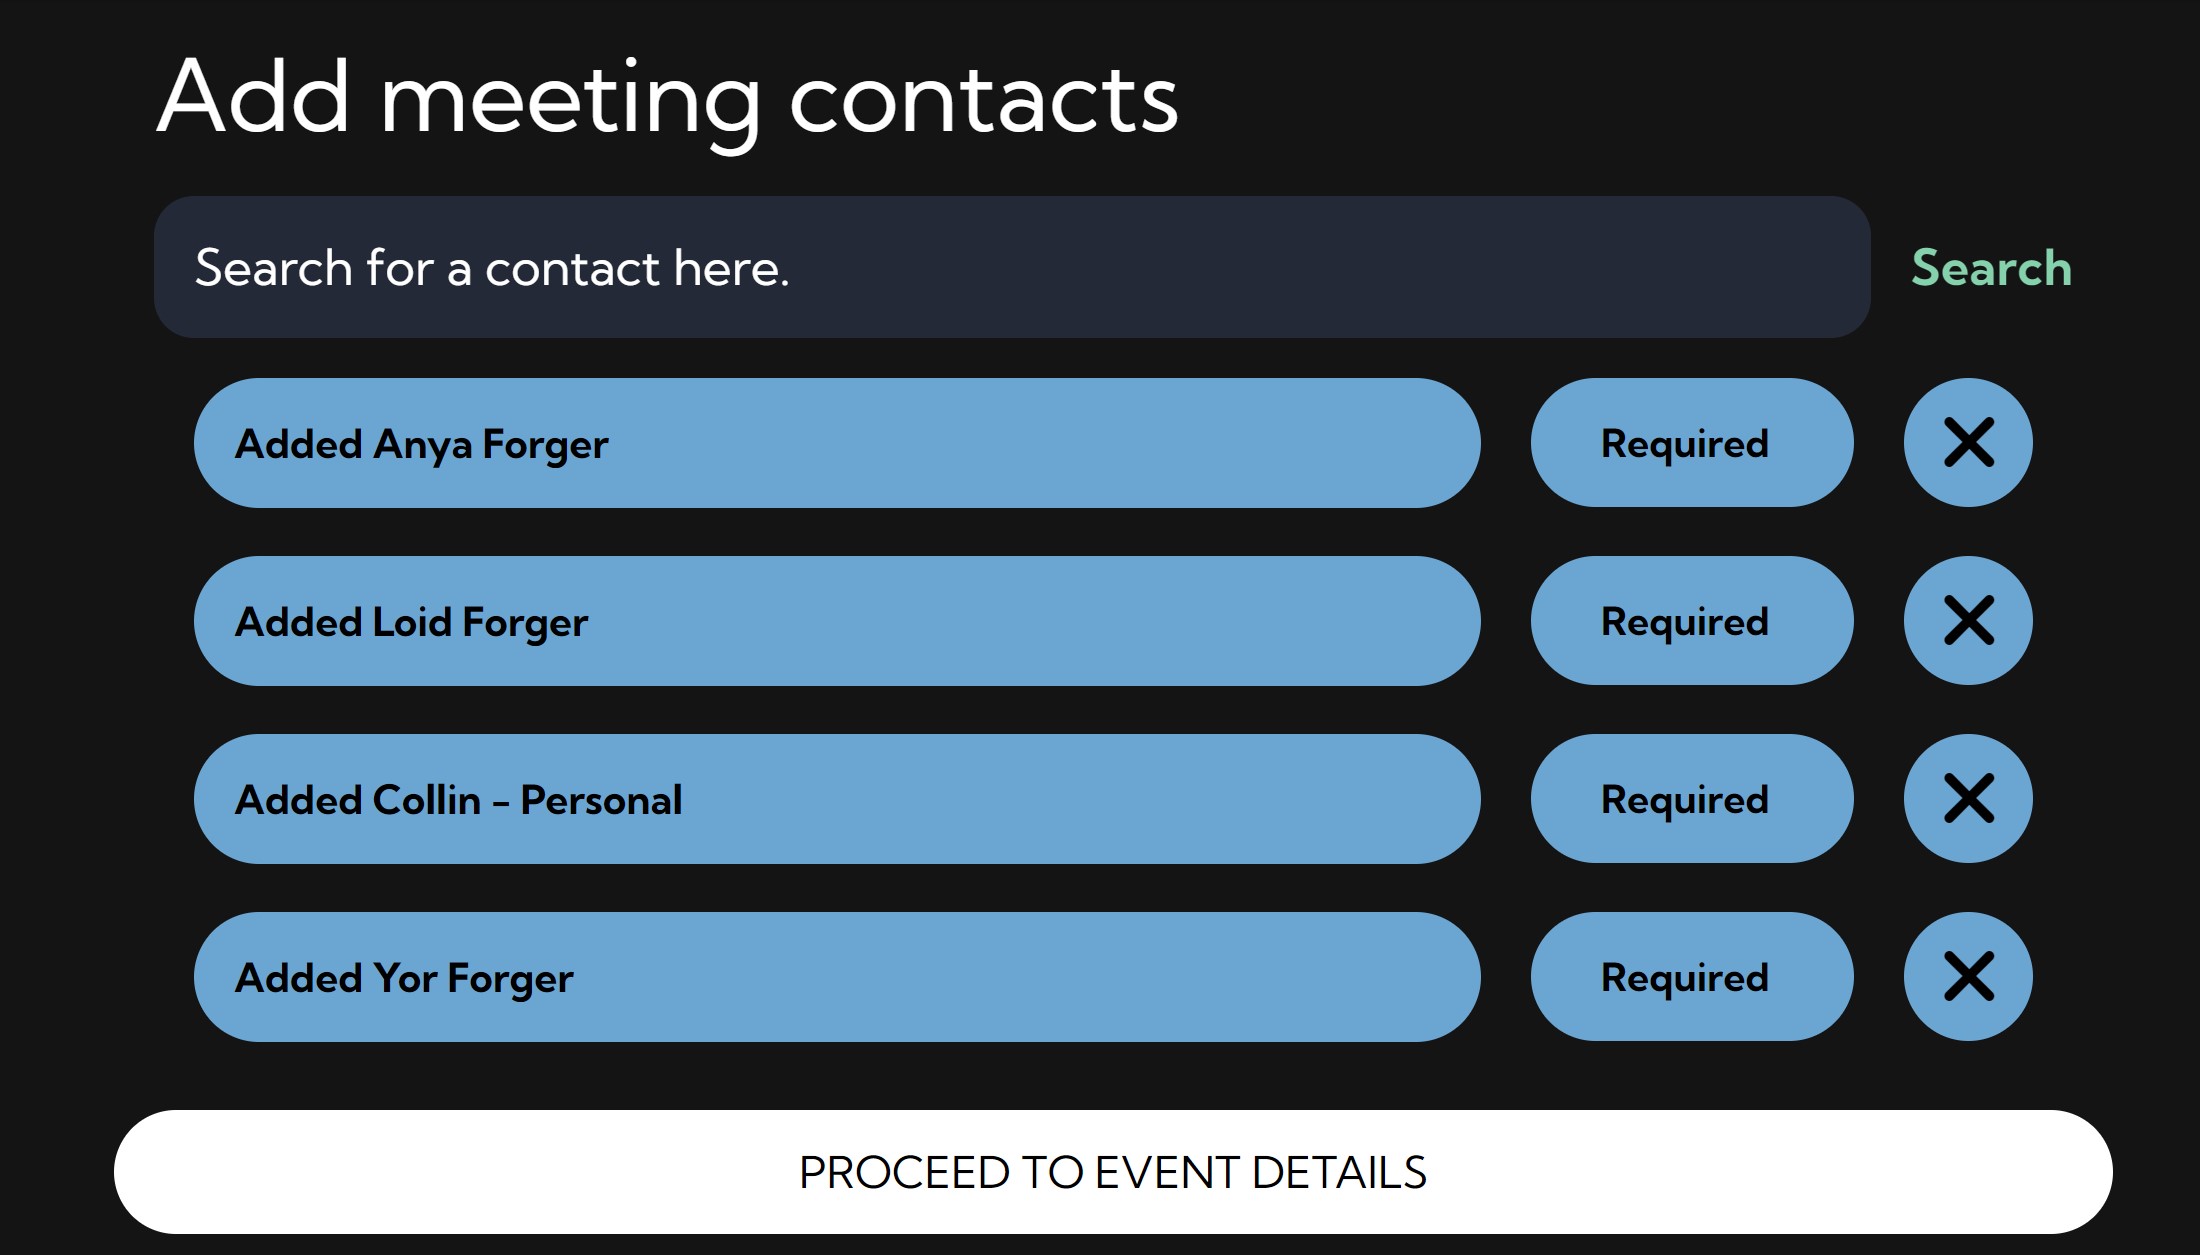 Add meeting contacts
Search for a contact here.
Search
Added Anya Forger
Required
Added Loid Forger
Required
Added Collin - Personal
Required
Added Yor Forger
Required
PROCEED TO EVENT DETAILS